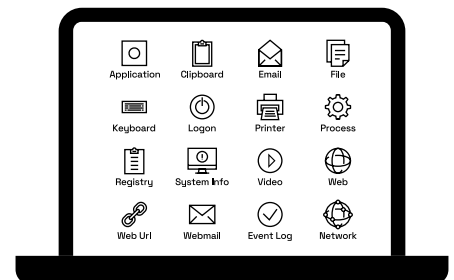 Application Clipboard Email File
Keyboard Logon Printer Process
Registry System Info Video Web
Web Url Webmail Event Log Network